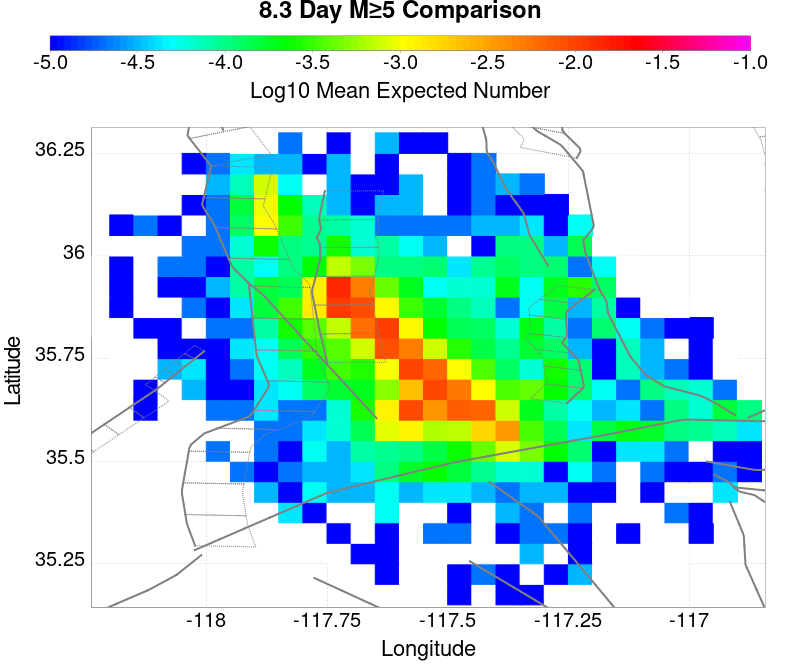 8.3 Day M≥5 Comparison
-5.0 -4.5 -4.0 -3.5 -3.0 -2.5 -2.0 -1.5 -1.0
Log10 Mean Expected Number
36.25
36
35.75
35.5
35.25
Latitude
-118 -117.75 -117.5 -117.25 -117
Longitude